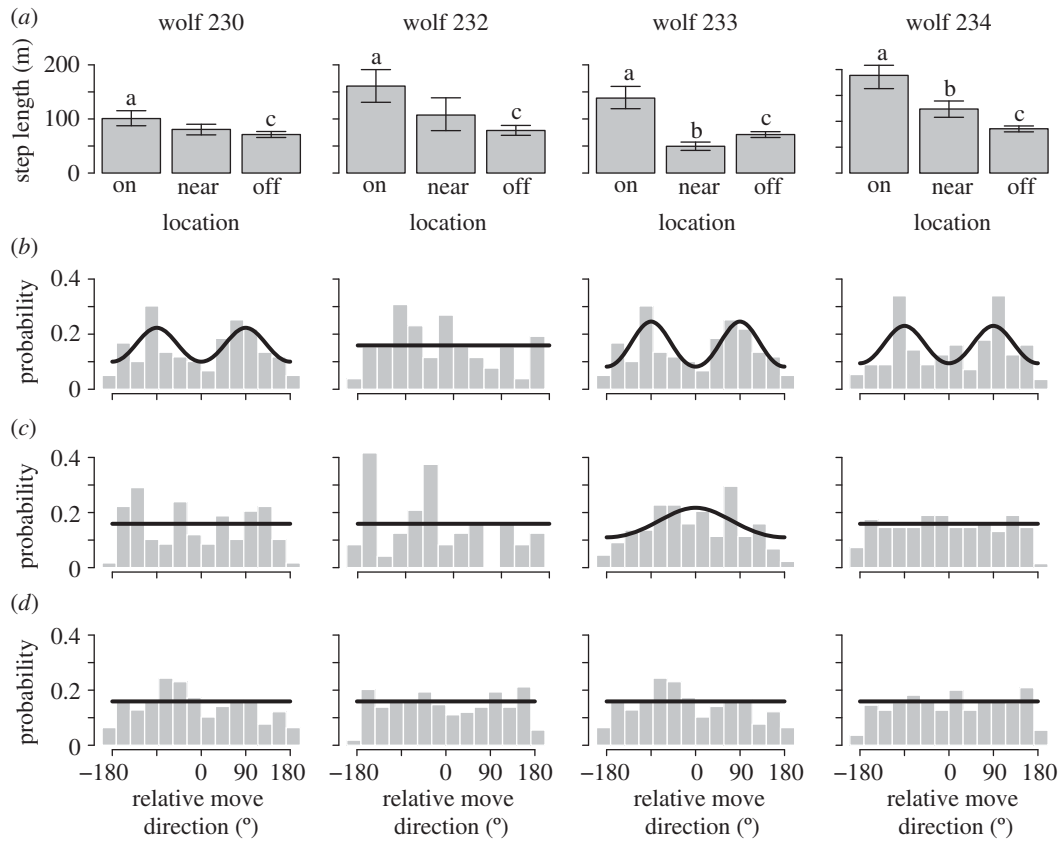 (a)
wolf 230 wolf 232 wolf 233 wolf 234
step length (m)
200
100
0
a c
a c
a b c
a b c
on near off on near off on near off on near off
location location location location
(b)
probability
0.4
0.2
0
(c)
probability
0.4
0.2
0
(d)
probability
0.4
0.2
0
−180 0 90 180 −180 0 90 180 −180 0 90 180 −180 0 90 180
relative move relative move relative move relative move
direction (º) direction (º) direction (º) direction (º)